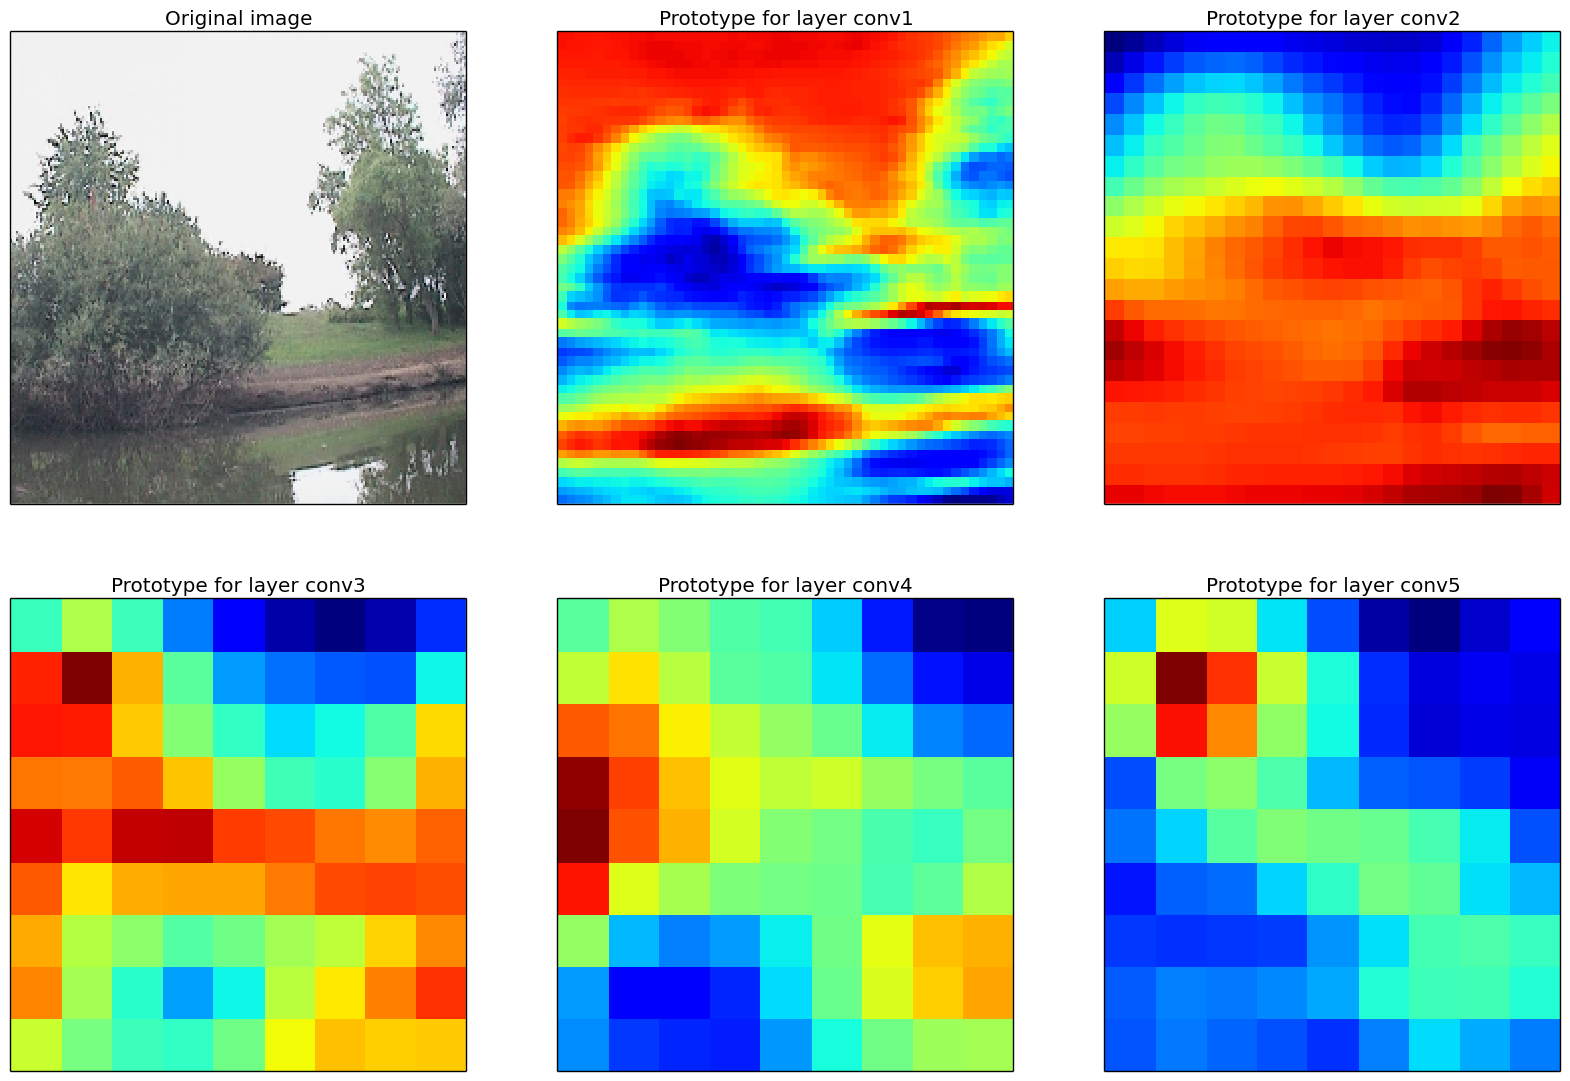 Original image
Prototype for layer conv1
Prototype for layer conv2
Prototype for layer conv3
Prototype for layer conv4
Prototype for layer conv5